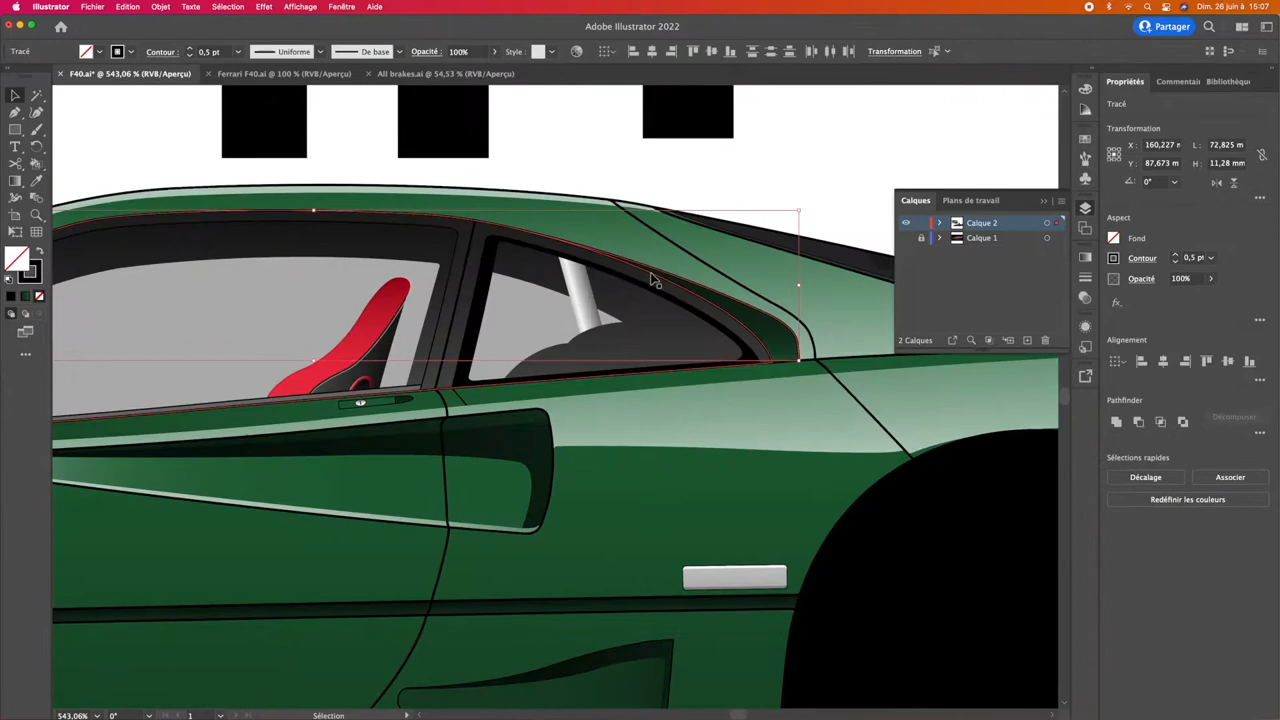 Illustrator Fichier Edition Objet Texte Sélection Effet Affichage Fenêtre Aide Dim. 26 juin à 15:07
Adobe Illustrator 2022
Partager
Tracé Contour : 0,5 pt Uniforme De base Opacité : 100% Style : Transformation
F40.ai* @ 543,06 % (RVB/Aperçu) Ferrari F40.ai @ 100 % (RVB/Aperçu) All brakes.ai @ 54,53 % (RVB/Aperçu)
Propriétés Commentai Bibliothèque
Tracé
Transformation
X : 160,227 m L : 72,825 m
Y : 87,673 m H : 11,28 mm
0°
Calques Plans de travail
Calque 2
Calque 1
2 Calques
Aspect
Fond
Contour 0,5 pt
Opacité 100%
fx
Alignement
Pathfinder
Décomposer
Sélections rapides
Décalage Associer
Redéfinir les couleurs
543,06% 0° 1 Sélection